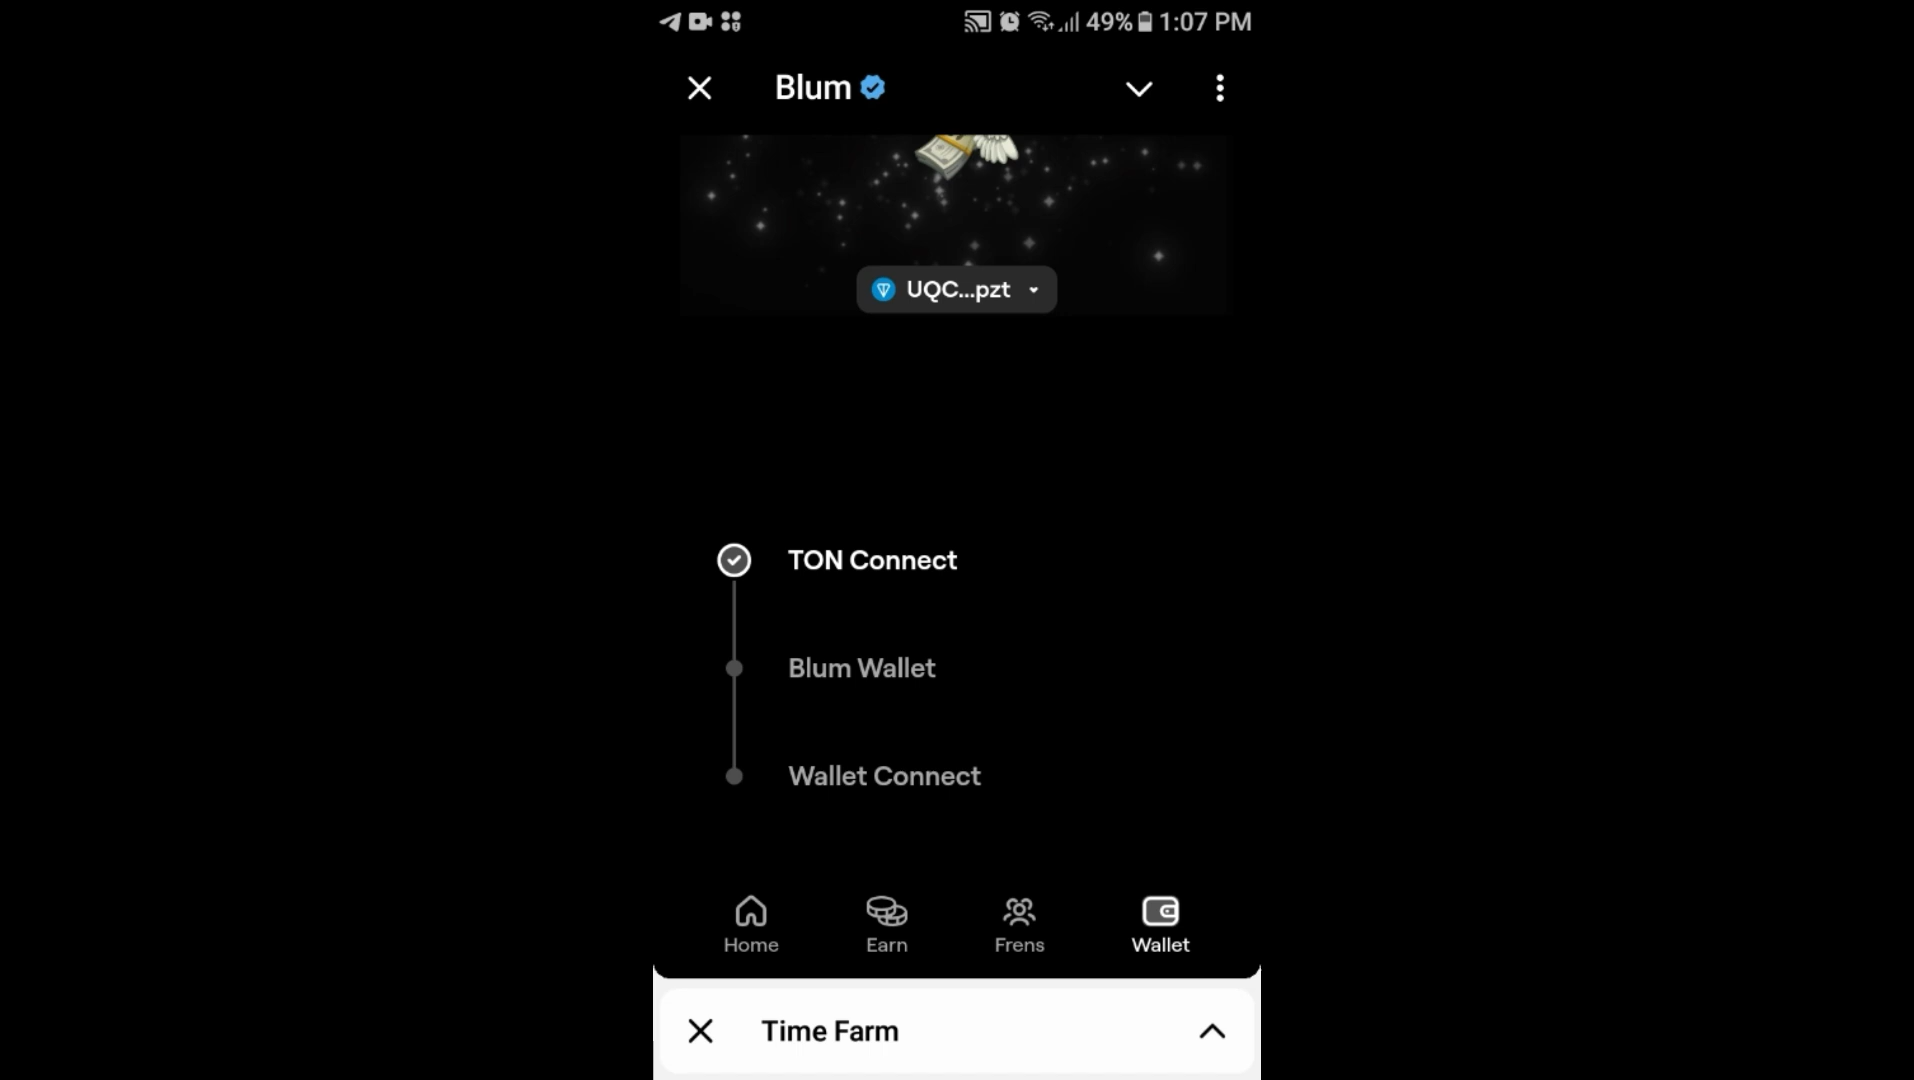 49% 1:07 PM
Blum
UQC...pzt
TON Connect
Blum Wallet
Wallet Connect
Home Earn Frens Wallet
Time Farm